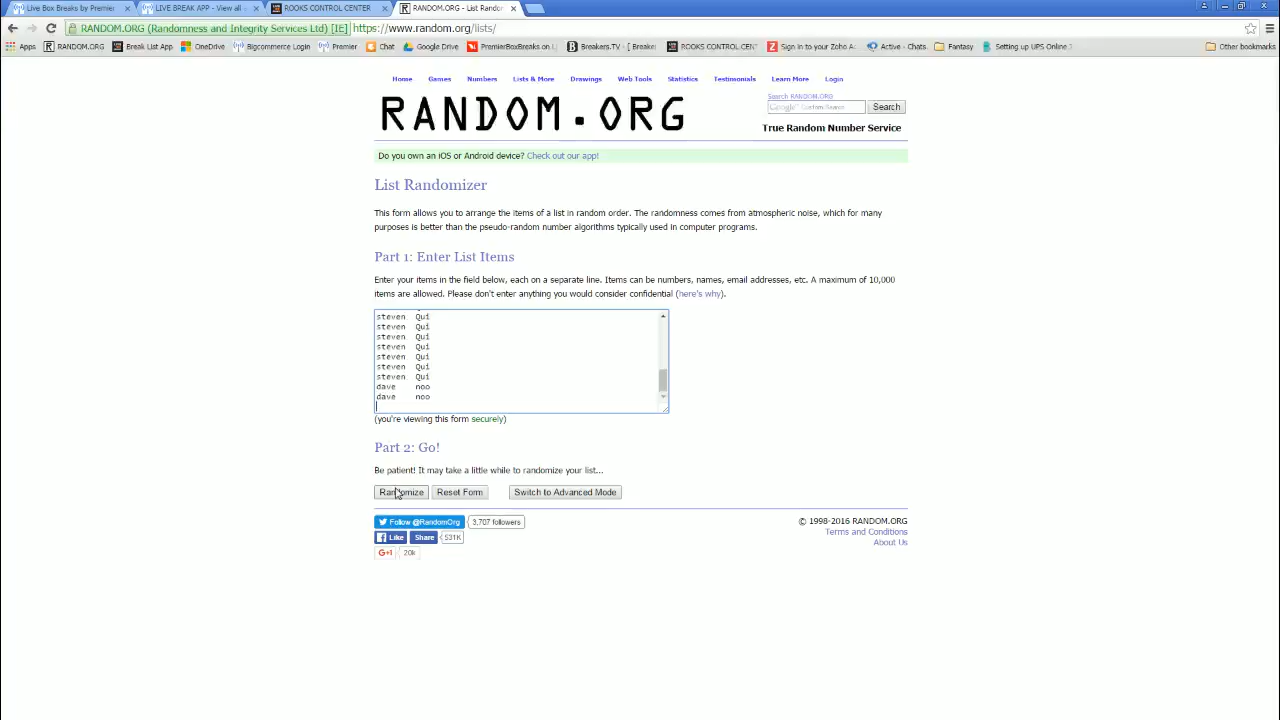 Live Box Breaks by Premier
LIVE BREAK APP - View all
ROOKS CONTROL CENTER
RANDOM.ORG - List Random
RANDOM.ORG (Randomness and Integrity Services Ltd) [IE] https://www.random.org/lists/
Apps RANDOM.ORG Break List App OneDrive Bigcommerce Login Premier Chat Google Drive PremierBoxBreaks on Breakers.TV - [ Breaker ROOKS CONTROL CENT Sign in to your Zoho Ac Active - Chats Fantasy Setting up UPS Online Other bookmarks
Home Games Numbers Lists & More Drawings Web Tools Statistics Testimonials Learn More Login
Search RANDOM.ORG
RANDOM.ORG
Google™ Custom Search Search
True Random Number Service
Do you own an iOS or Android device? Check out our app!
List Randomizer
This form allows you to arrange the items of a list in random order. The randomness comes from atmospheric noise, which for many
purposes is better than the pseudo-random number algorithms typically used in computer programs.
Part 1: Enter List Items
Enter your items in the field below, each on a separate line. Items can be numbers, names, email addresses, etc. A maximum of 10,000
items are allowed. Please don't enter anything you would consider confidential (here's why).
steven Qui
steven Qui
steven Qui
steven Qui
steven Qui
steven Qui
steven Qui
dave noo
dave noo
(you're viewing this form securely)
Part 2: Go!
Be patient! It may take a little while to randomize your list...
Randomize Reset Form Switch to Advanced Mode
Follow @RandomOrg 3,707 followers
Like Share 531K
G+1 20k
© 1998-2016 RANDOM.ORG
Terms and Conditions
About Us